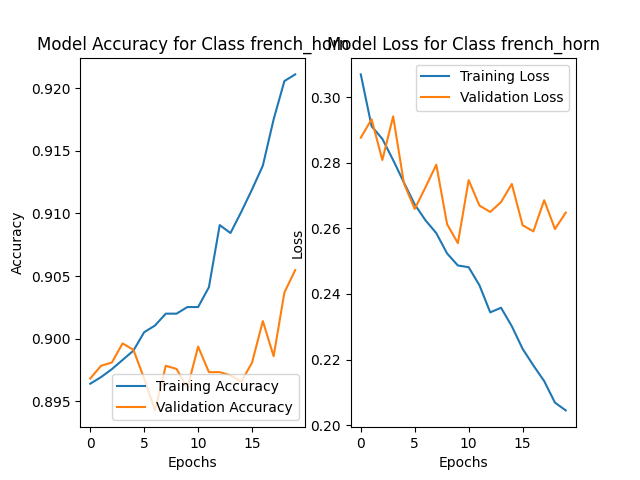 Model Accuracy for Class french_horn
Model Loss for Class french_horn
0.920
0.915
0.910
0.905
0.900
0.895
Accuracy
0
5
10
15
Epochs
Training Accuracy
Validation Accuracy
0.30
0.28
0.26
0.24
0.22
0.20
Loss
0
5
10
15
Epochs
Training Loss
Validation Loss